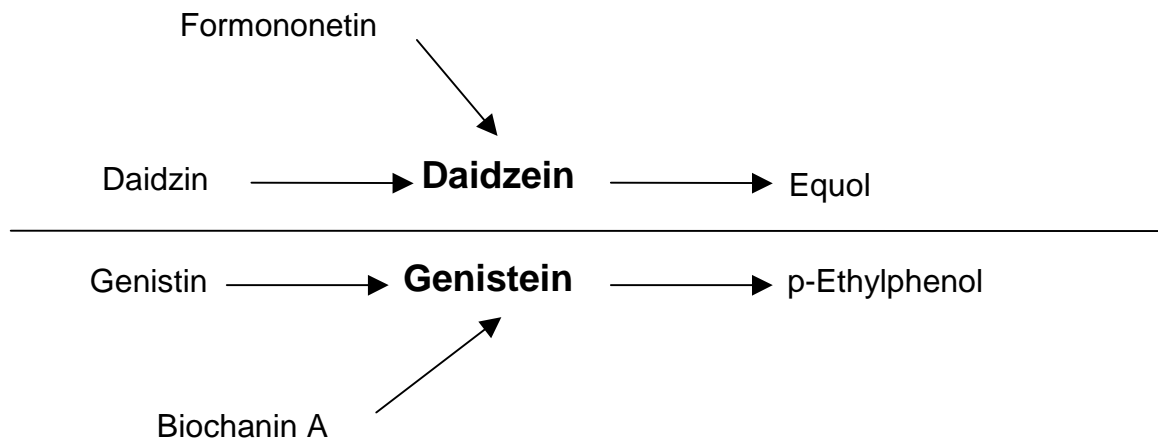 Formononetin
Daidzin Daidzein Equol
Genistin Genistein p-Ethylphenol
Biochanin A